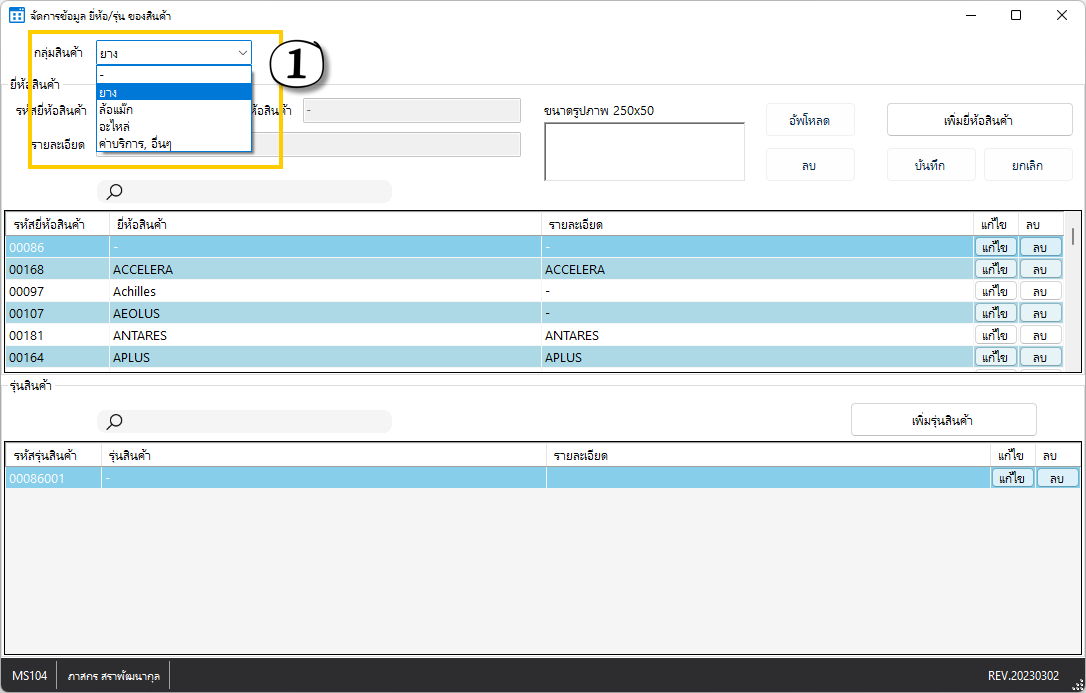 จัดการข้อมูล ยี่ห้อ/รุ่น ของสินค้า
กลุ่มสินค้า ยาง
1
-
ยาง
ล้อแม็ก
อะไหล่
ค่าบริการ, อื่นๆ
ยี่ห้อสินค้า
รหัสยี่ห้อสินค้า ห้อสินค้า -
ขนาดรูปภาพ 250x50
อัพโหลด เพิ่มยี่ห้อสินค้า
รายละเอียด
ลบ บันทึก ยกเลิก
รหัสยี่ห้อสินค้า ยี่ห้อสินค้า รายละเอียด แก้ไข ลบ
00086 - - แก้ไข ลบ
00168 ACCELERA ACCELERA แก้ไข ลบ
00097 Achilles - แก้ไข ลบ
00107 AEOLUS - แก้ไข ลบ
00181 ANTARES ANTARES แก้ไข ลบ
00164 APLUS APLUS แก้ไข ลบ
รุ่นสินค้า
เพิ่มรุ่นสินค้า
รหัสรุ่นสินค้า รุ่นสินค้า รายละเอียด แก้ไข ลบ
00086001 - แก้ไข ลบ
MS104 ภาสกร สราพัฒนากุล REV.20230302